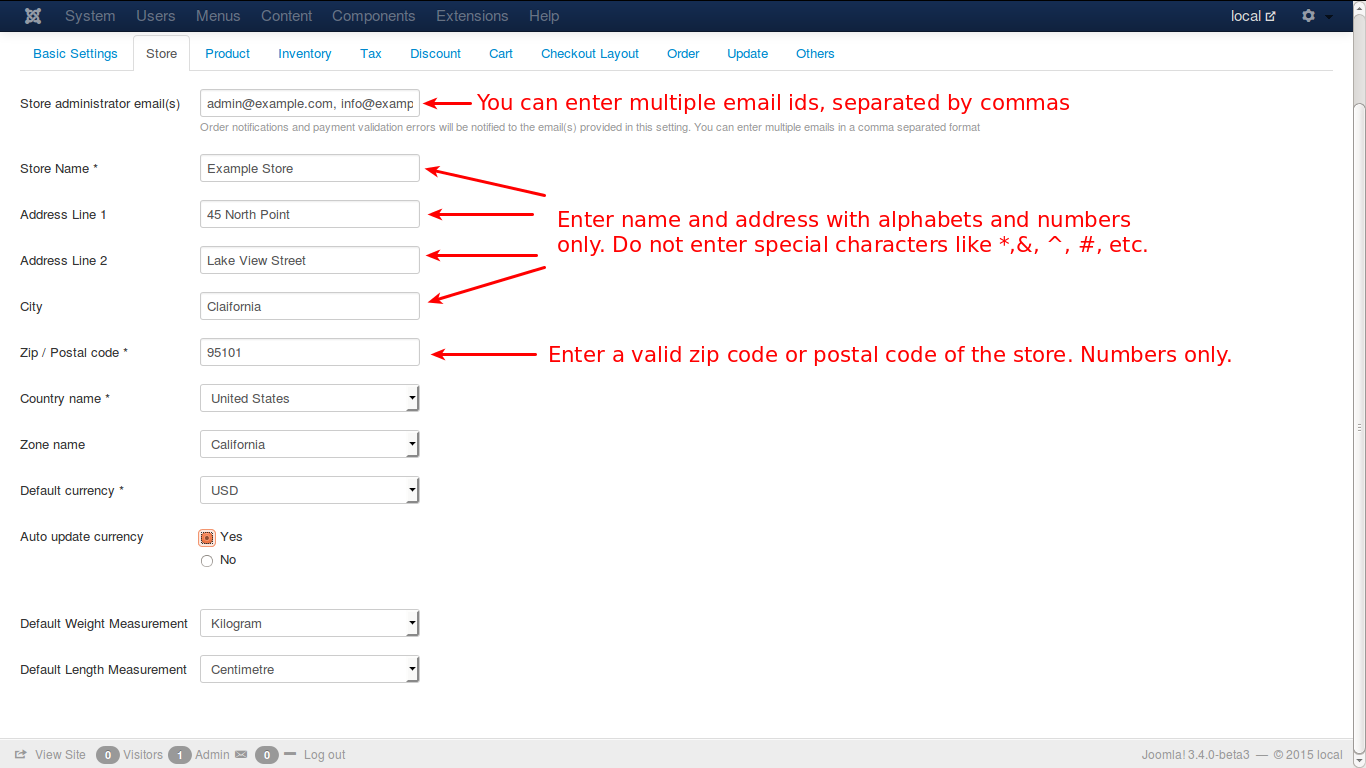 System Users Menus Content Components Extensions Help local
Basic Settings Store Product Inventory Tax Discount Cart Checkout Layout Order Update Others
Store administrator email(s) admin@example.com, info@examp You can enter multiple email ids, separated by commas
Order notifications and payment validation errors will be notified to the email(s) provided in this setting. You can enter multiple emails in a comma separated format
Store Name * Example Store
Address Line 1 45 North Point
Enter name and address with alphabets and numbers
only. Do not enter special characters like *,&, ^, #, etc.
Address Line 2 Lake View Street
City Claifornia
Zip / Postal code * 95101 Enter a valid zip code or postal code of the store. Numbers only.
Country name * United States
Zone name California
Default currency * USD
Auto update currency Yes
No
Default Weight Measurement Kilogram
Default Length Measurement Centimetre
View Site 0 Visitors 1 Admin 0 Log out Joomla! 3.4.0-beta3 — © 2015 local